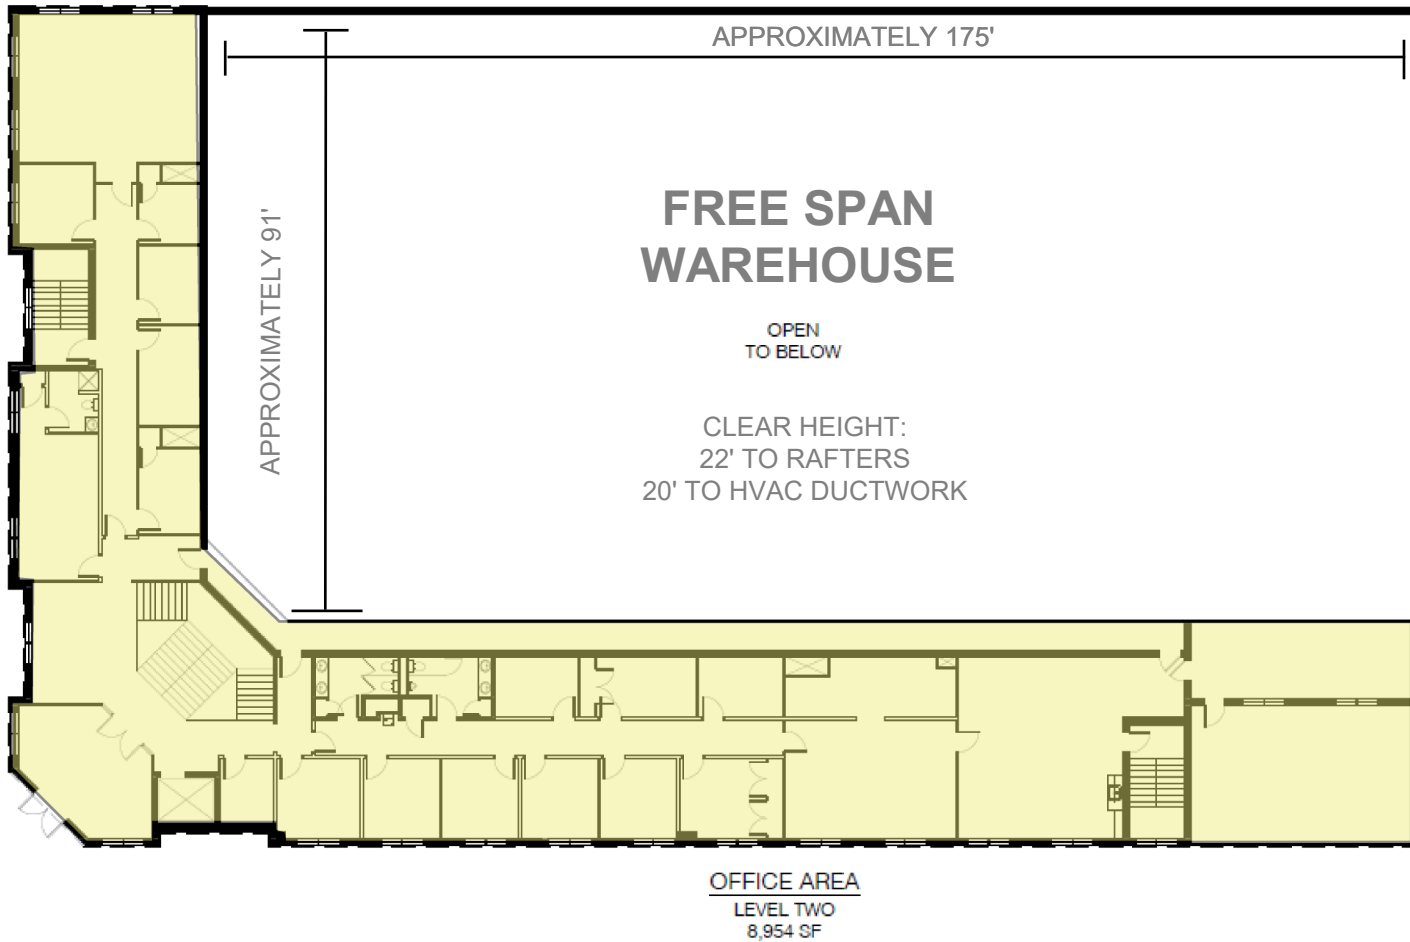 APPROXIMATELY 175'
APPROXIMATELY 91'
FREE SPAN
WAREHOUSE
OPEN
TO BELOW
CLEAR HEIGHT:
22' TO RAFTERS
20' TO HVAC DUCTWORK
OFFICE AREA
LEVEL TWO
8,954 SF